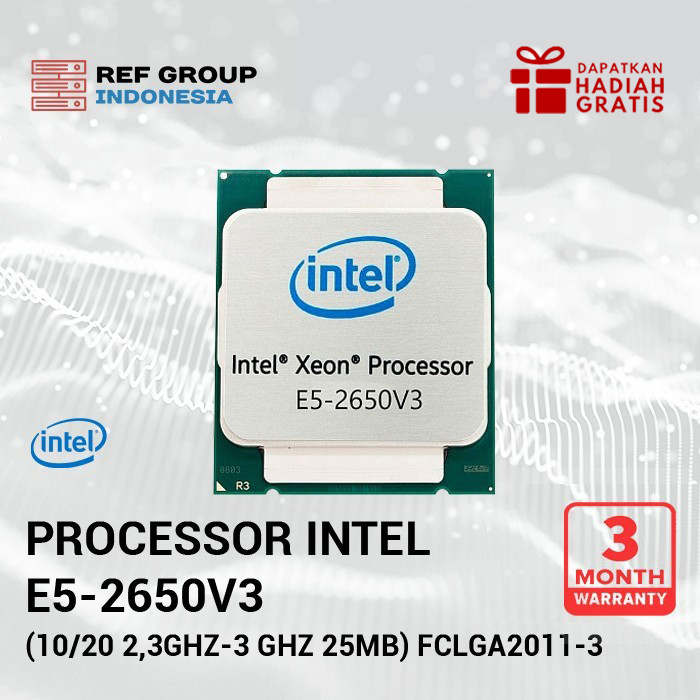 REF GROUP
INDONESIA
DAPATKAN
HADIAH
GRATIS
intel
Intel® Xeon® Processor
E5-2650V3
0803
R3
intel
PROCESSOR INTEL
E5-2650V3
(10/20 2,3GHZ-3 GHZ 25MB) FCLGA2011-3
3
MONTH
WARRANTY